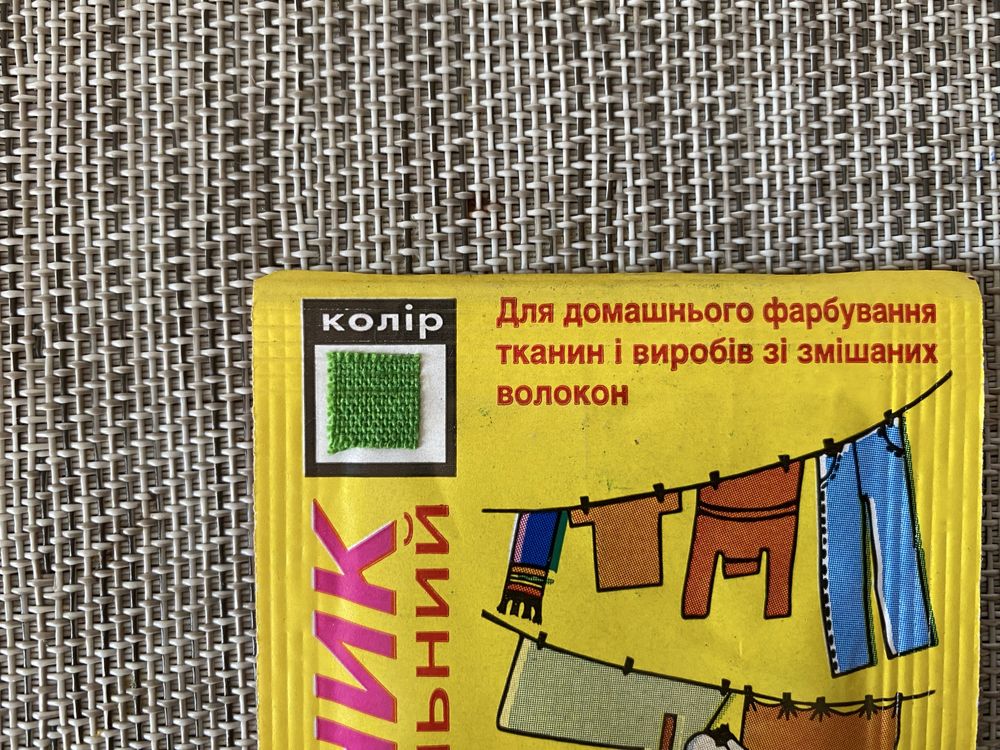 колір
Для домашнього фарбування
тканин і виробів зі змішаних
волокон